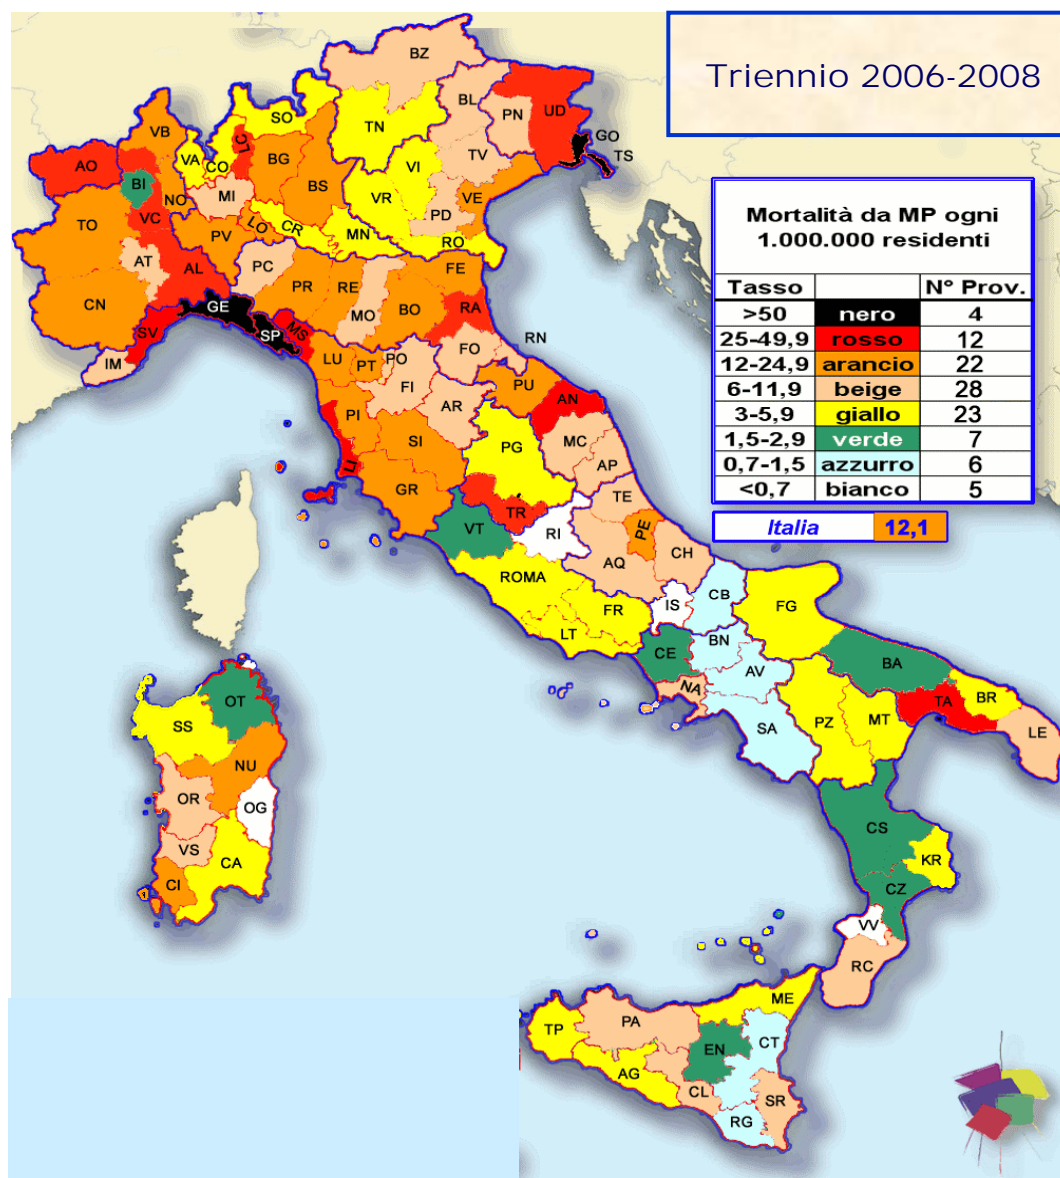 Triennio 2006-2008
Mortalità da MP ogni
1.000.000 residenti
Tasso N° Prov.
>50 nero 4
25-49,9 rosso 12
12-24,9 arancio 22
6-11,9 beige 28
3-5,9 giallo 23
1,5-2,9 verde 7
0,7-1,5 azzurro 6
<0,7 bianco 5
Italia 12,1
BZ
BL
PN
UD
GO
TS
SO
TN
VB
VA
CO
LC
BG
BS
VI
TV
AO
BI
NO
MI
VR
PD
VE
TO
VC
PV
LO
CR
MN
RO
AT
AL
PC
PR
RE
MO
BO
FE
CN
GE
SP
MS
RA
SV
IM
LU
PT
PO
FO
RN
FI
PU
PI
AR
AN
LI
SI
PG
MC
AP
GR
TR
TE
VT
RI
PE
CH
AQ
ROMA
FR
LT
IS
CB
FG
CE
BN
AV
BA
NA
SA
PZ
MT
TA
BR
LE
OT
SS
NU
OR
OG
VS
CA
CI
CS
KR
CZ
VV
RC
ME
TP
PA
EN
CT
AG
CL
SR
RG